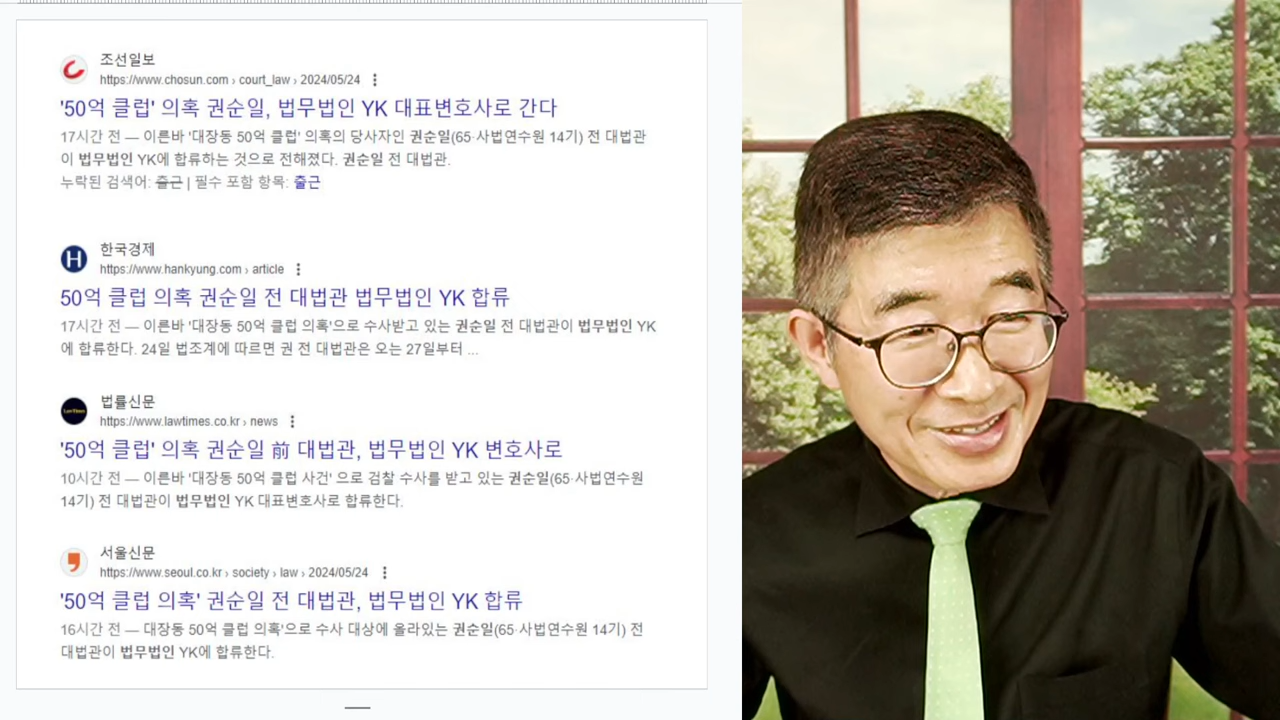 조선일보
https://www.chosun.com › court_law › 2024/05/24
'50억 클럽' 의혹 권순일, 법무법인 YK 대표변호사로 간다
17시간 전 — 이른바 '대장동 50억 클럽' 의혹의 당사자인 권순일(65·사법연수원 14기) 전 대법관
이 법무법인 YK에 합류하는 것으로 전해졌다. 권순일 전 대법관.
누락된 검색어: 출근 | 필수 포함 항목: 출근
한국경제
https://www.hankyung.com › article
50억 클럽 의혹 권순일 전 대법관 법무법인 YK 합류
17시간 전 — 이른바 '대장동 50억 클럽 의혹'으로 수사받고 있는 권순일 전 대법관이 법무법인 YK
에 합류한다. 24일 법조계에 따르면 권 전 대법관은 오는 27일부터 ...
법률신문
https://www.lawtimes.co.kr › news
'50억 클럽' 의혹 권순일 前 대법관, 법무법인 YK 변호사로
10시간 전 — 이른바 '대장동 50억 클럽 사건' 으로 검찰 수사를 받고 있는 권순일(65·사법연수원
14기) 전 대법관이 법무법인 YK 대표변호사로 합류한다.
서울신문
https://www.seoul.co.kr › society › law › 2024/05/24
'50억 클럽 의혹' 권순일 전 대법관, 법무법인 YK 합류
16시간 전 — 대장동 50억 클럽 의혹'으로 수사 대상에 올라있는 권순일(65·사법연수원 14기) 전
대법관이 법무법인 YK에 합류한다.